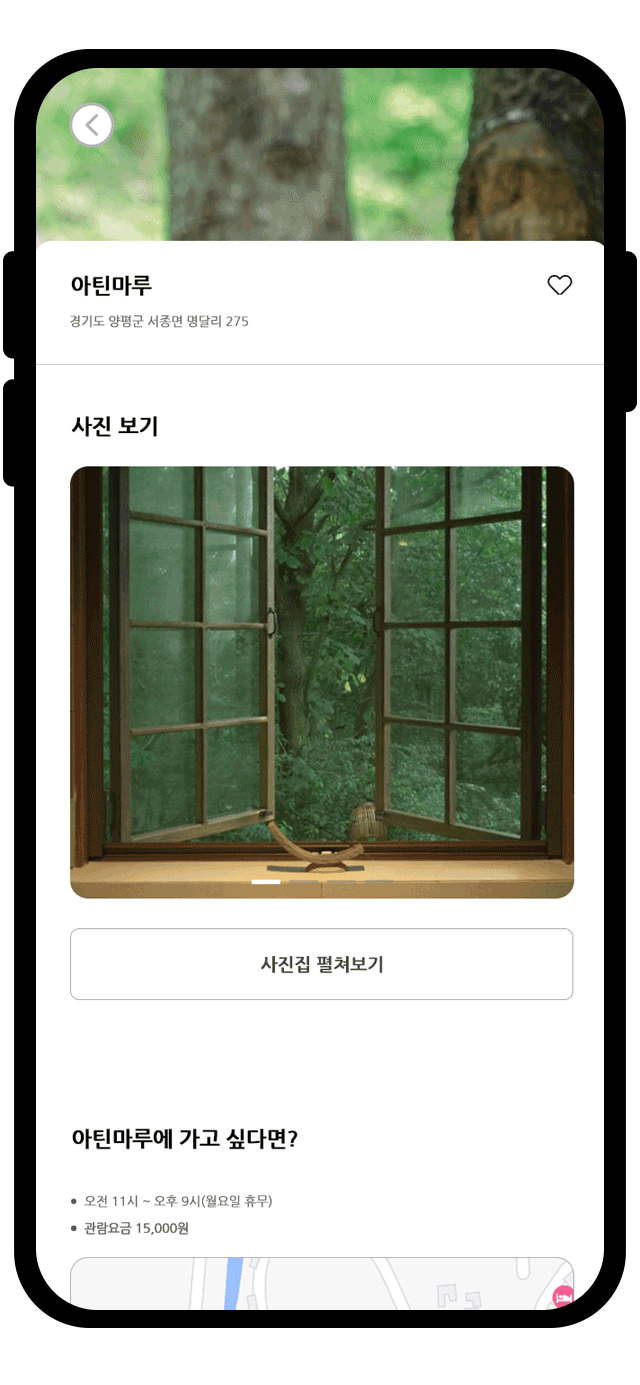 아틴마루
경기도 양평군 서종면 명달리 275
사진 보기
사진집 펼쳐보기
아틴마루에 가고 싶다면?
오전 11시 ~ 오후 9시(월요일 휴무)
관람요금 15,000원